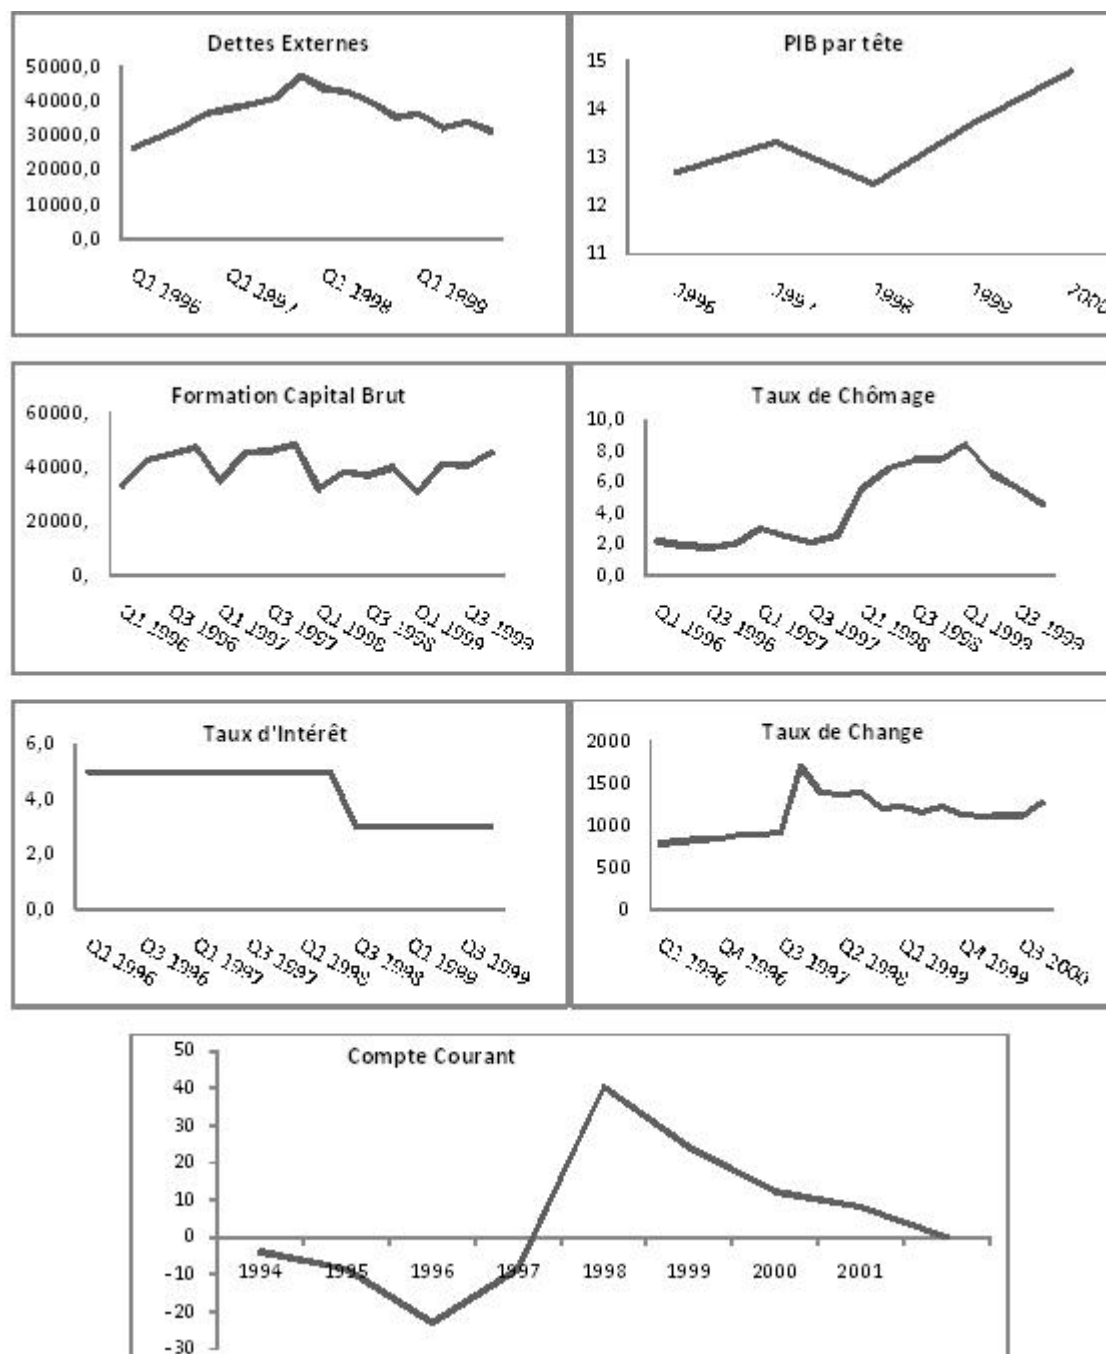 Dettes Externes
50000,0
40000,0
30000,0
20000,0
10000,0
0,0
Q1 1996
Q1 1997
Q1 1998
Q1 1999
PIB par tête
15
14
13
12
11
1996
1997
1998
1999
2000
Formation Capital Brut
60000,
40000,
20000,
0,
Q1 1996
Q3 1996
Q1 1997
Q3 1997
Q1 1998
Q3 1998
Q1 1999
Q3 1999
Taux de Chômage
10,0
8,0
6,0
4,0
2,0
0,0
Q1 1996
Q3 1996
Q1 1997
Q3 1997
Q1 1998
Q3 1998
Q1 1999
Q3 1999
Taux d'Intérêt
6,0
4,0
2,0
0,0
Q1 1996
Q3 1996
Q1 1997
Q3 1997
Q1 1998
Q3 1998
Q1 1999
Q3 1999
Taux de Change
2000
1500
1000
500
0
Q1 1996
Q4 1996
Q3 1997
Q2 1998
Q1 1999
Q4 1999
Q3 2000
Compte Courant
50
40
30
20
10
0
-10
-20
-30
1994
1995
1996
1997
1998
1999
2000
2001